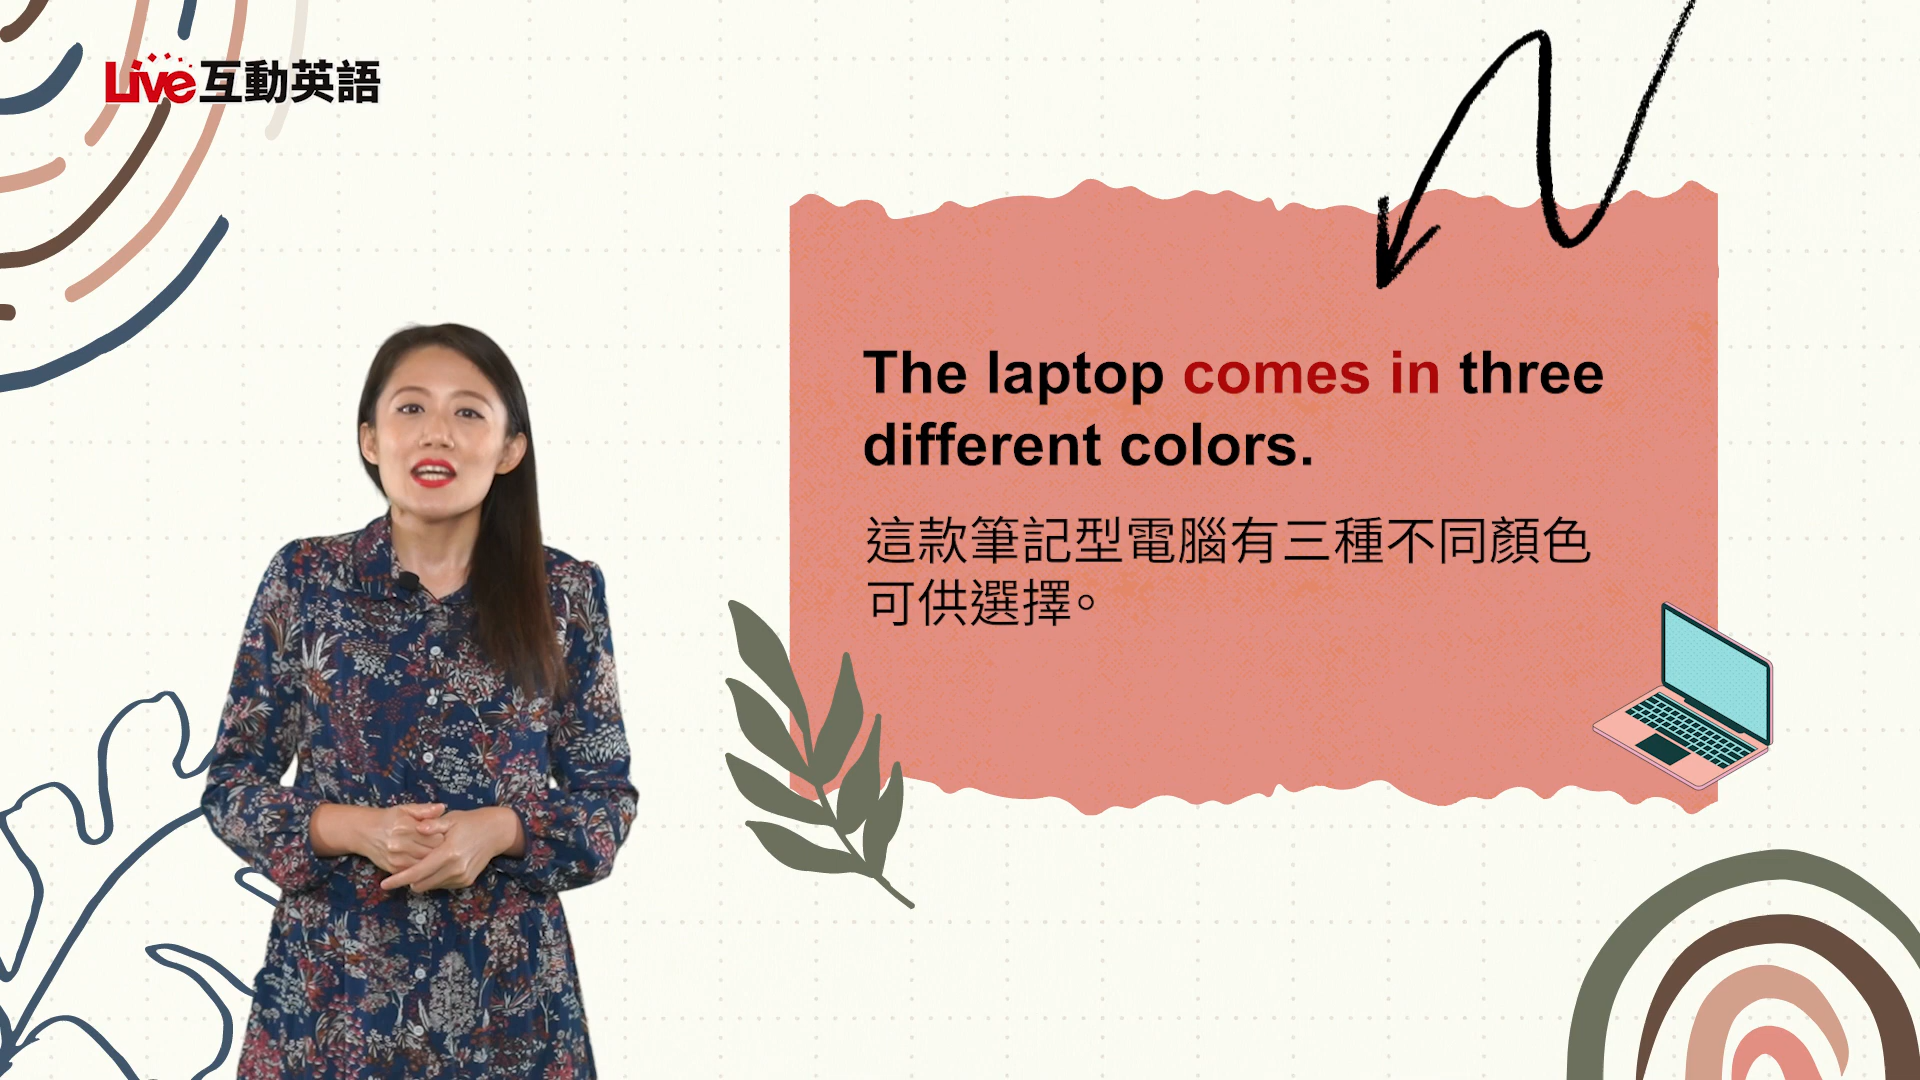 Live互動英語
The laptop comes in three
different colors.
這款筆記型電腦有三種不同顏色
可供選擇。